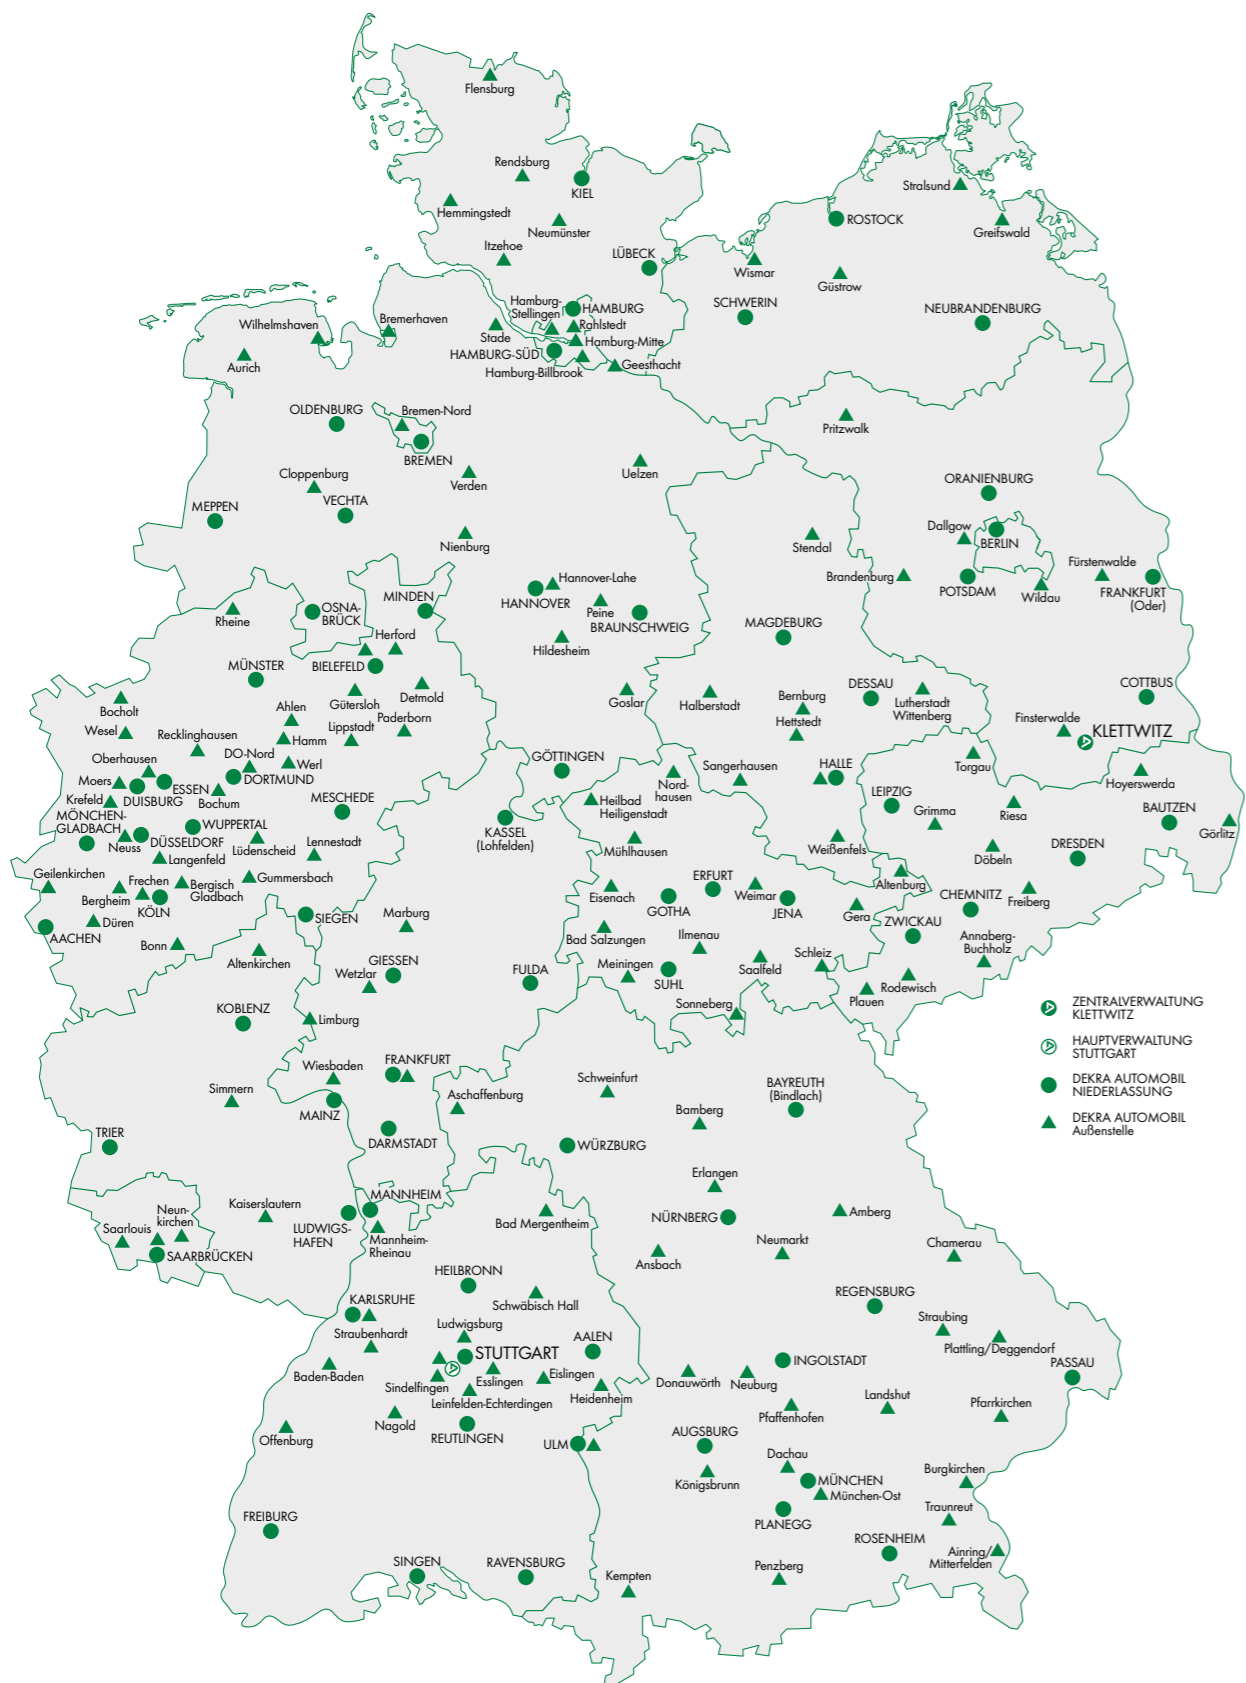 Flensburg
Rendsburg
KIEL
Stralsund
Hemmingstedt
Neumünster
ROSTOCK
Greifswald
Itzehoe
LÜBECK
Wismar
Güstrow
Hamburg-
Stellingen
HAMBURG
SCHWERIN
NEUBRANDENBURG
Wilhelmshaven
Bremerhaven
Stade
Rahlstedt
Hamburg-Mitte
HAMBURG-SÜD
Aurich
Hamburg-Billbrook
Geesthacht
OLDENBURG
Bremen-Nord
Pritzwalk
BREMEN
Cloppenburg
Verden
Uelzen
ORANIENBURG
MEPPEN
VECHTA
Nienburg
Stendal
Dallgow
BERLIN
Hannover-Lahe
Brandenburg
Fürstenwalde
MINDEN
HANNOVER
Peine
POTSDAM
Wildau
FRANKFURT
(Oder)
Rheine
OSNA-
BRÜCK
BRAUNSCHWEIG
MAGDEBURG
Herford
Hildesheim
MÜNSTER
BIELEFELD
Bocholt
Gütersloh
Detmold
Goslar
Halberstadt
Bernburg
DESSAU
Lutherstadt
Wittenberg
COTTBUS
Wesel
Ahlen
Paderborn
Hettstedt
Finsterwalde
KLETTWITZ
Recklinghausen
Hamm
Lippstadt
Oberhausen
DO-Nord
Werl
GÖTTINGEN
Sangerhausen
HALLE
Torgau
Hoyerswerda
Moers
ESSEN
DORTMUND
Nord-
hausen
Krefeld
DUISBURG
Bochum
MESCHEDE
Heilbad
Heiligenstadt
LEIPZIG
Grimma
Riesa
BAUTZEN
MÖNCHEN-
GLADBACH
WUPPERTAL
KASSEL
(Lohfelden)
Görlitz
Neuss
DÜSSELDORF
Lüdenscheid
Lennestadt
Mühlhausen
Weißenfels
Döbeln
DRESDEN
Langenfeld
Geilenkirchen
Frechen
Bergisch
Gladbach
Gummersbach
Eisenach
ERFURT
Weimar
Altenburg
Bergheim
KÖLN
GOTHA
JENA
CHEMNITZ
Freiberg
Düren
SIEGEN
Marburg
Gera
ZWICKAU
AACHEN
Bonn
Altenkirchen
Bad Salzungen
Ilmenau
Annaberg-
Buchholz
Wetzlar
GIESSEN
FULDA
Meiningen
SUHL
Saalfeld
Schleiz
Rodewisch
Plauen
KOBLENZ
Limburg
Sonneberg
ZENTRALVERWALTUNG
KLETTWITZ
HAUPTVERWALTUNG
STUTTGART
Wiesbaden
FRANKFURT
Schweinfurt
BAYREUTH
(Bindlach)
DEKRA AUTOMOBIL
NIEDERLASSUNG
Simmern
Aschaffenburg
MAINZ
Bamberg
DEKRA AUTOMOBIL
Außenstelle
TRIER
DARMSTADT
WÜRZBURG
Erlangen
Kaiserslautern
MANNHEIM
NÜRNBERG
Amberg
Neun-
kirchen
Saarlouis
LUDWIGS-
HAFEN
Mannheim-
Rheinau
Bad Mergentheim
SAARBRÜCKEN
Ansbach
Neumarkt
Chamerau
HEILBRONN
Schwäbisch Hall
REGENSBURG
KARLSRUHE
Straubenhardt
Ludwigsburg
AALEN
Straubing
Plattling/Deggendorf
STUTTGART
INGOLSTADT
PASSAU
Baden-Baden
Sindelfingen
Esslingen
Eislingen
Heidenheim
Donauwörth
Neuburg
Leinfelden-Echterdingen
Landshut
Pfarrkirchen
Nagold
REUTLINGEN
Pfaffenhofen
Offenburg
ULM
AUGSBURG
Dachau
Königsbrunn
MÜNCHEN
München-Ost
Burgkirchen
FREIBURG
PLANEGG
Traunreut
ROSENHEIM
Ainring/
Mitterfelden
SINGEN
RAVENSBURG
Kempten
Penzberg